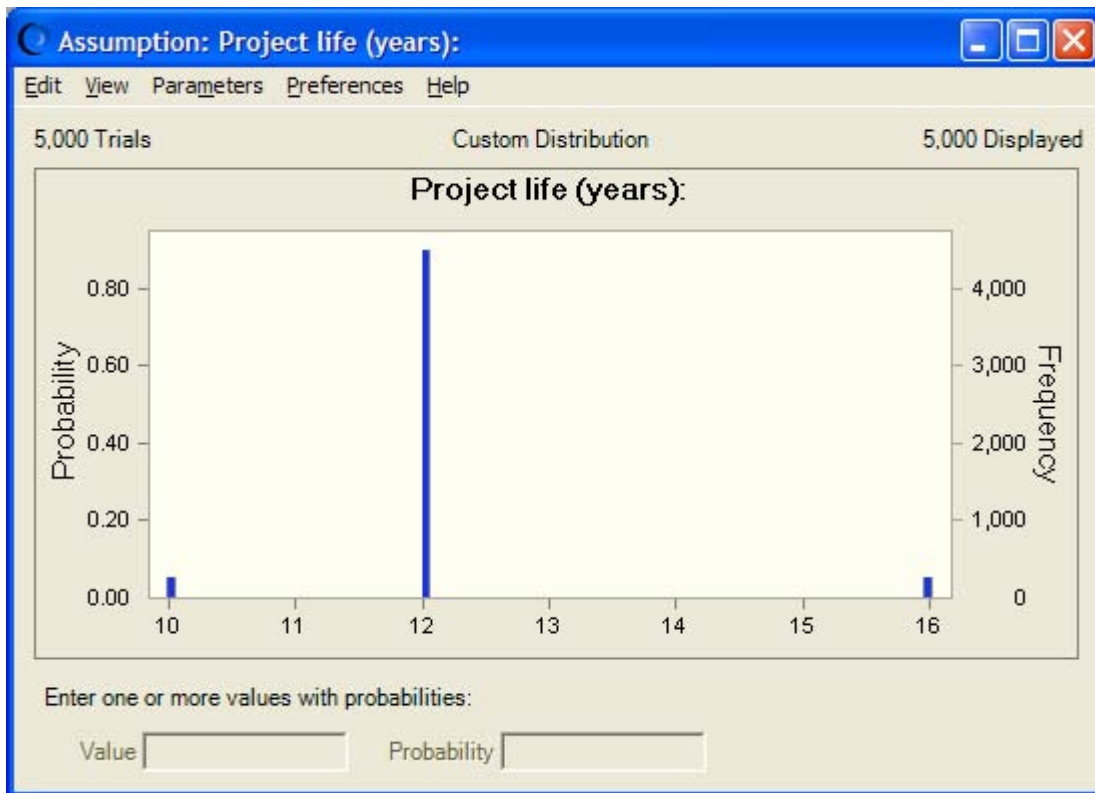 Assumption: Project life (years):
Edit View Parameters Preferences Help
5,000 Trials Custom Distribution 5,000 Displayed
Project life (years):
Probability
0.80
0.60
0.40
0.20
0.00
4,000
3,000
2,000
1,000
0
Frequency
10 11 12 13 14 15 16
Enter one or more values with probabilities:
Value Probability